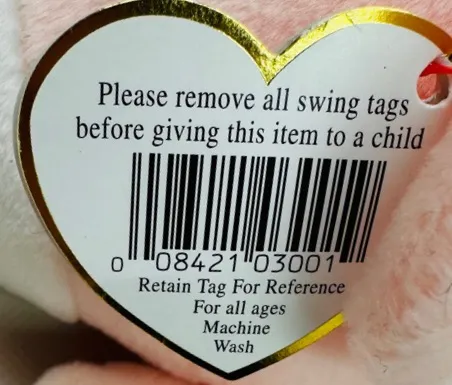 Please remove all swing tags
before giving this item to a child
0 08421 03001
Retain Tag For Reference
For all ages
Machine
Wash